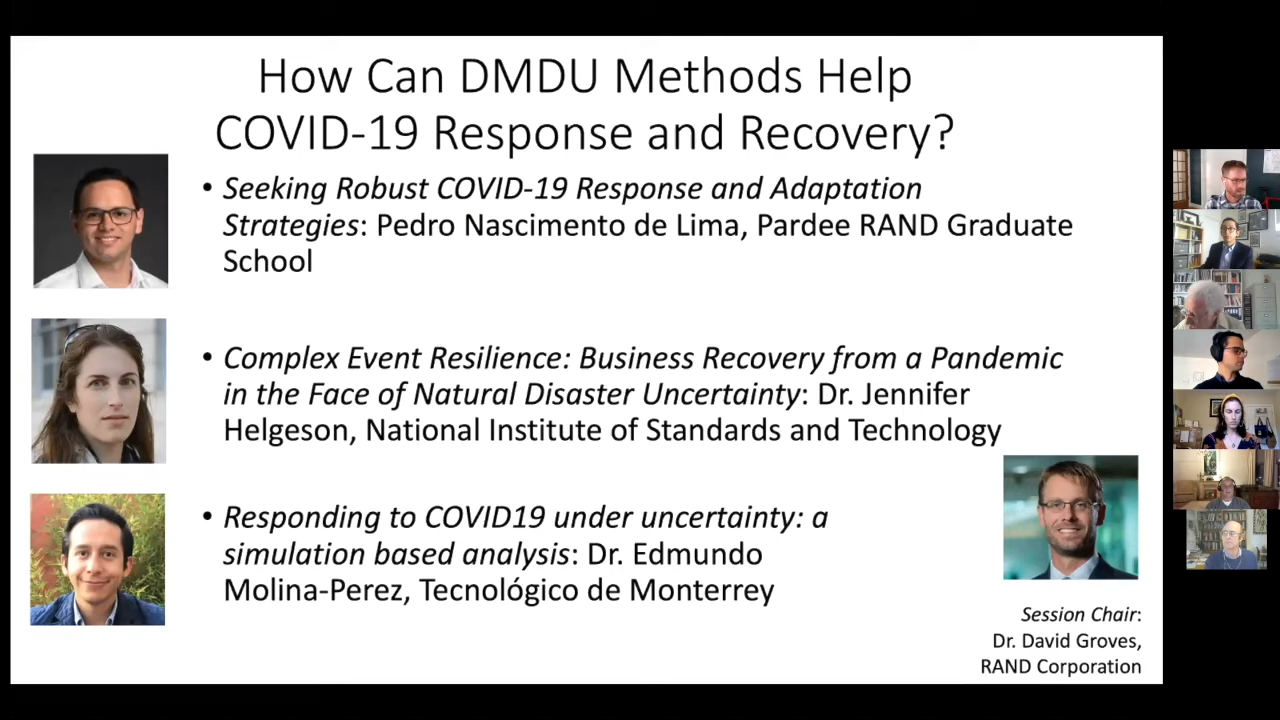 How Can DMDU Methods Help
COVID-19 Response and Recovery?
• Seeking Robust COVID-19 Response and Adaptation
Strategies: Pedro Nascimento de Lima, Pardee RAND Graduate
School
• Complex Event Resilience: Business Recovery from a Pandemic
in the Face of Natural Disaster Uncertainty: Dr. Jennifer
Helgeson, National Institute of Standards and Technology
• Responding to COVID19 under uncertainty: a
simulation based analysis: Dr. Edmundo
Molina-Perez, Tecnológico de Monterrey
Session Chair:
Dr. David Groves,
RAND Corporation